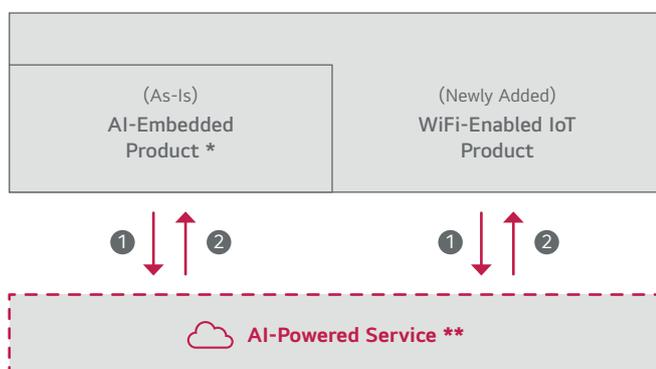 (As-Is)
AI-Embedded
Product *
(Newly Added)
WiFi-Enabled IoT
Product
1
2
1
2
AI-Powered Service **